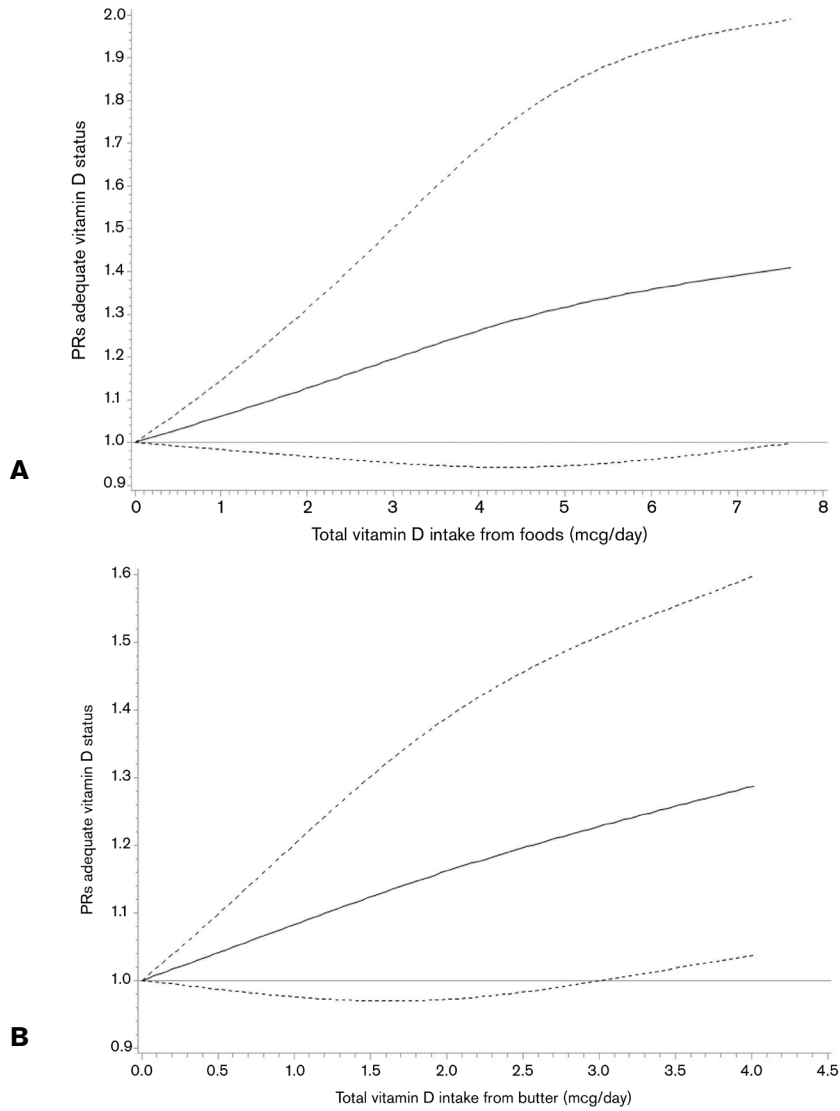 2.0
1.9
1.8
1.7
1.6
1.5
1.4
1.3
1.2
1.1
1.0
0.9
PRs adequate vitamin D status
A
0 1 2 3 4 5 6 7 8
Total vitamin D intake from foods (mcg/day)
1.6
1.5
1.4
1.3
1.2
1.1
1.0
0.9
PRs adequate vitamin D status
B
0.0 0.5 1.0 1.5 2.0 2.5 3.0 3.5 4.0 4.5
Total vitamin D intake from butter (mcg/day)